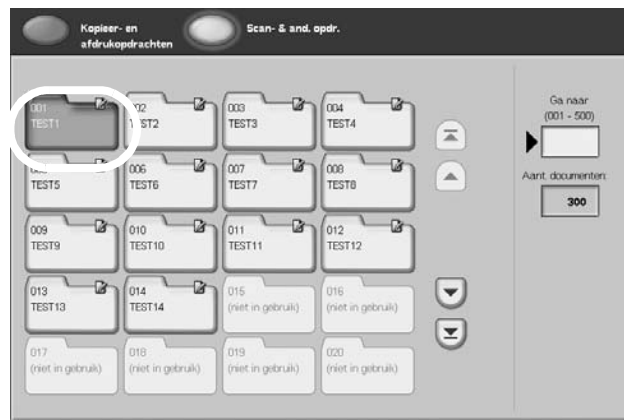 Kopieer- en
afdrukopdrachten
Scan- & and. opdr.
001
TEST1
002
TEST2
003
TEST3
004
TEST4
005
TEST5
006
TEST6
007
TEST7
008
TEST8
009
TEST9
010
TEST10
011
TEST11
012
TEST12
013
TEST13
014
TEST14
015
(niet in gebruik)
016
(niet in gebruik)
017
(niet in gebruik)
018
(niet in gebruik)
019
(niet in gebruik)
020
(niet in gebruik)
Ga naar
(001 - 500)
Aant. documenten:
300